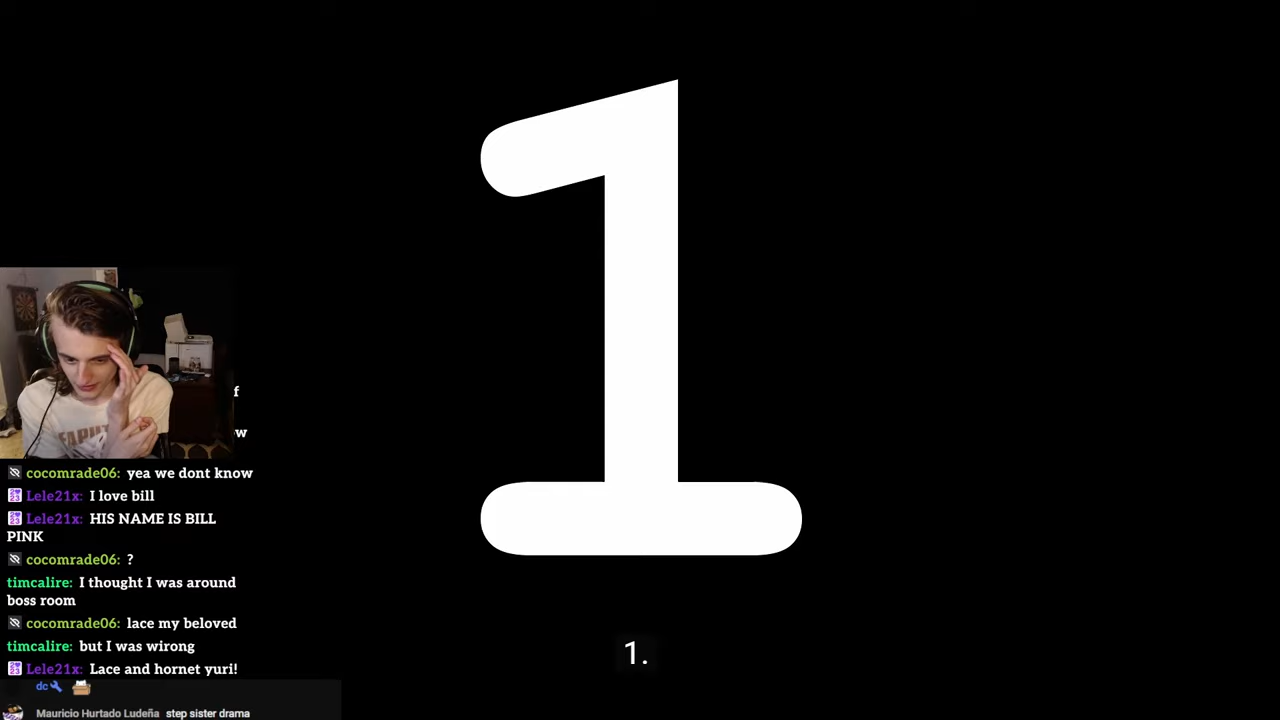 1
f
w
cocomrade06: yea we dont know
Lele21x: I love bill
Lele21x: HIS NAME IS BILL
PINK
cocomrade06: ?
timcalire: I thought I was around
boss room
cocomrade06: lace my beloved
timcalire: but I was wirong
Lele21x: Lace and hornet yuri!
1.
dc
Mauricio Hurtado Ludeña step sister drama